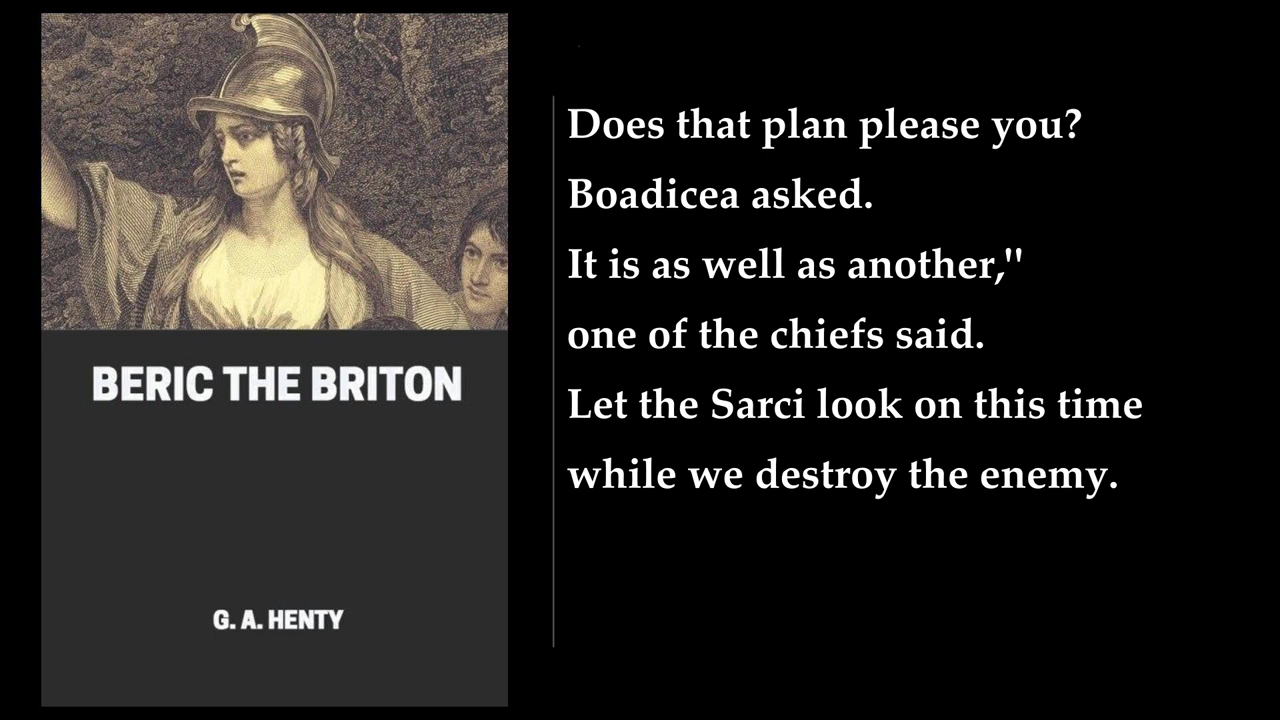 BERIC THE BRITON
G. A. HENTY
Does that plan please you?
Boadicea asked.
It is as well as another,"
one of the chiefs said.
Let the Sarci look on this time
while we destroy the enemy.